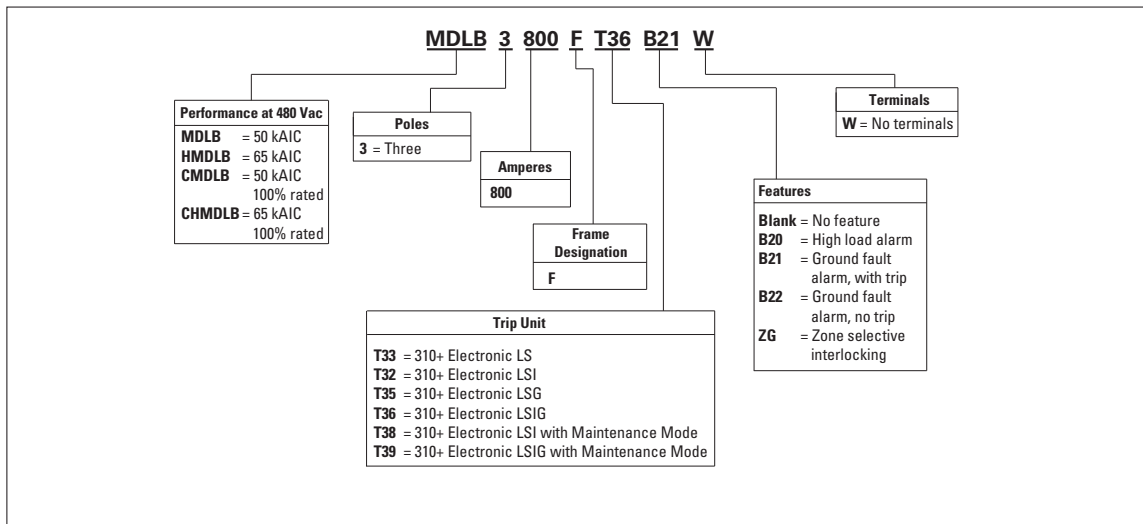 MDLB 3 800 F T36 B21 W
Performance at 480 Vac
MDLB = 50 kAIC
HMDLB = 65 kAIC
CMDLB = 50 kAIC
100% rated
CHMDLB = 65 kAIC
100% rated
Poles
3 = Three
Amperes
800
Frame
Designation
F
Trip Unit
T33 = 310+ Electronic LS
T32 = 310+ Electronic LSI
T35 = 310+ Electronic LSG
T36 = 310+ Electronic LSIG
T38 = 310+ Electronic LSI with Maintenance Mode
T39 = 310+ Electronic LSIG with Maintenance Mode
Features
Blank = No feature
B20 = High load alarm
B21 = Ground fault
alarm, with trip
B22 = Ground fault
alarm, no trip
ZG = Zone selective
interlocking
Terminals
W = No terminals